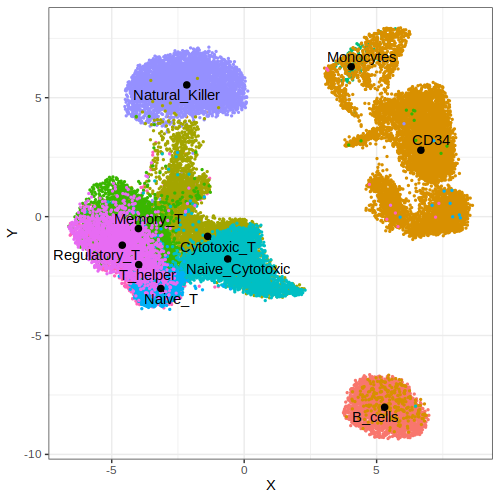 Monocytes
Natural_Killer
CD34
Memory_T
Regulatory_T
Cytotoxic_T
T_helper
Naive_Cytotoxic
Naive_T
B_cells
5
0
-5
-10
Y
-5
0
5
X